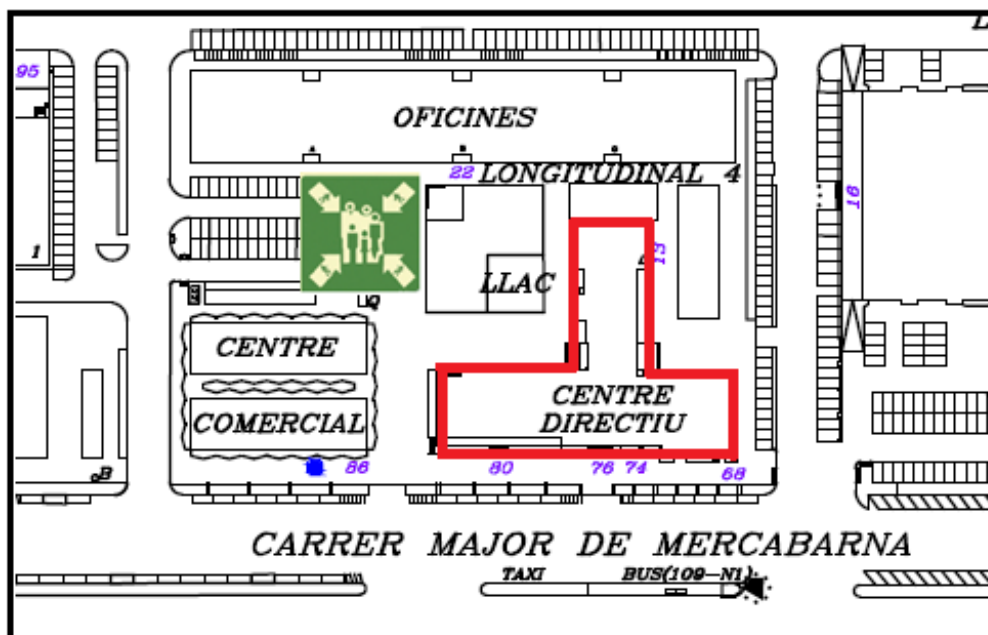 95
OFICINES
A
B
22
LONGITUDINAL 4
13
16
1
LLAC
Q
CENTRE
COMERCIAL
CENTRE
DIRECTIU
B
86
80
76
74
68
CARRER MAJOR DE MERCABARNA
TAXI
BUS(109-N1)